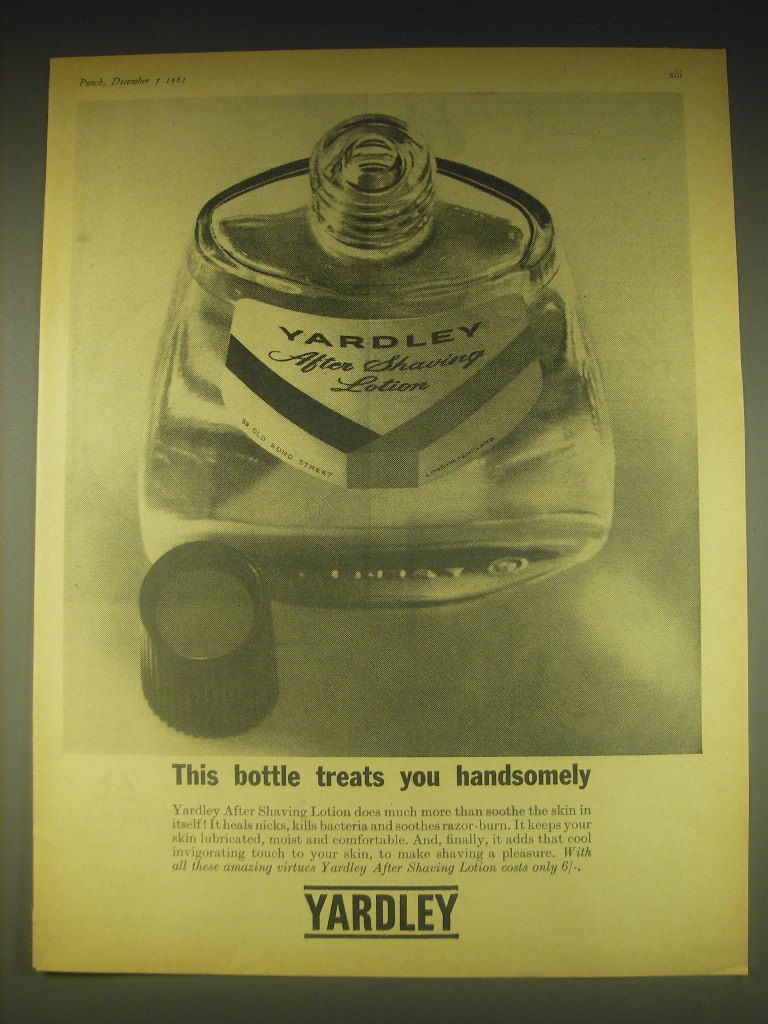 Punch, December 5 1962
xiii
YARDLEY
After Shaving
Lotion
33 OLD BOND STREET
LONDON
This bottle treats you handsomely
Yardley After Shaving Lotion does much more than soothe the skin in
itself! It heals nicks, kills bacteria and soothes razor-burn. It keeps your
skin lubricated, moist and comfortable. And, finally, it adds that cool
invigorating touch to your skin, to make shaving a pleasure. With
all these amazing virtues Yardley After Shaving Lotion costs only 6/-.
YARDLEY